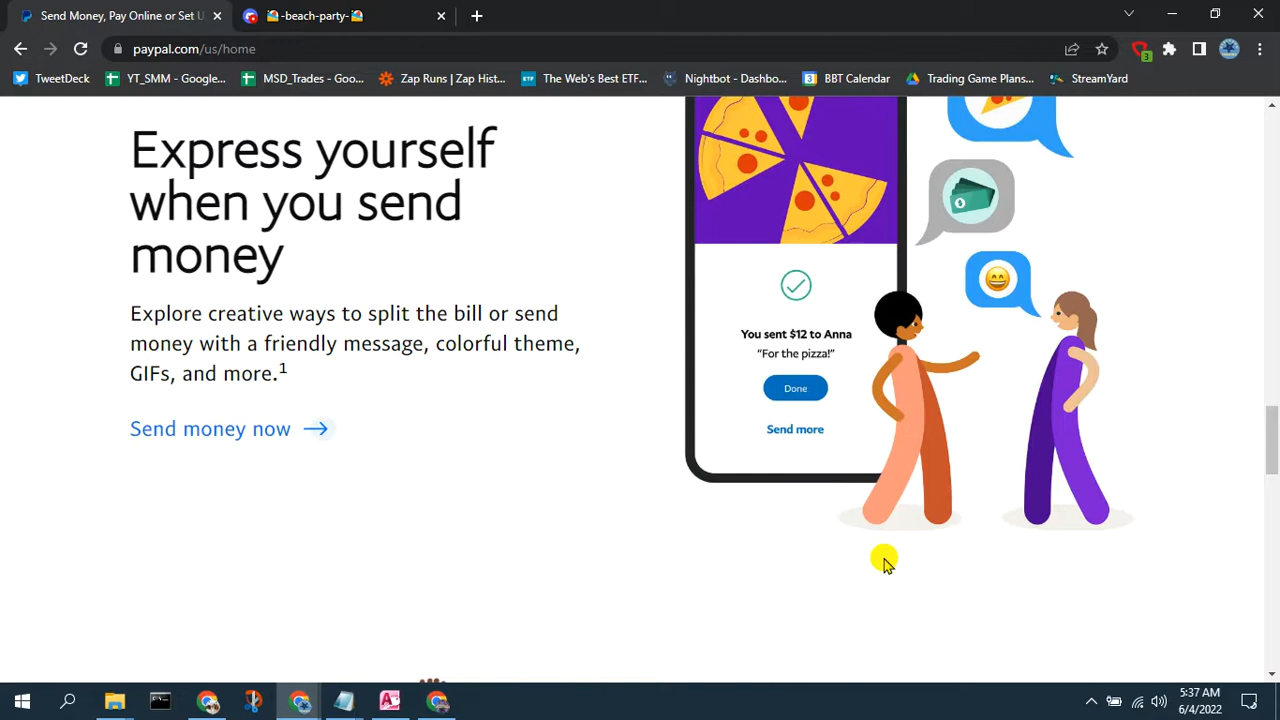 Send Money, Pay Online or Set U
-beach-party-
paypal.com/us/home
3
TweetDeck
YT_SMM - Google...
MSD_Trades - Goo...
Zap Runs | Zap Hist...
ETF
The Web's Best ETF...
Nightbot - Dashbo...
3
BBT Calendar
Trading Game Plans...
StreamYard
Express yourself
when you send
money
Explore creative ways to split the bill or send
money with a friendly message, colorful theme,
GIFs, and more.¹
Send money now
$
You sent $12 to Anna
“For the pizza!”
Done
Send more
5:37 AM
6/4/2022